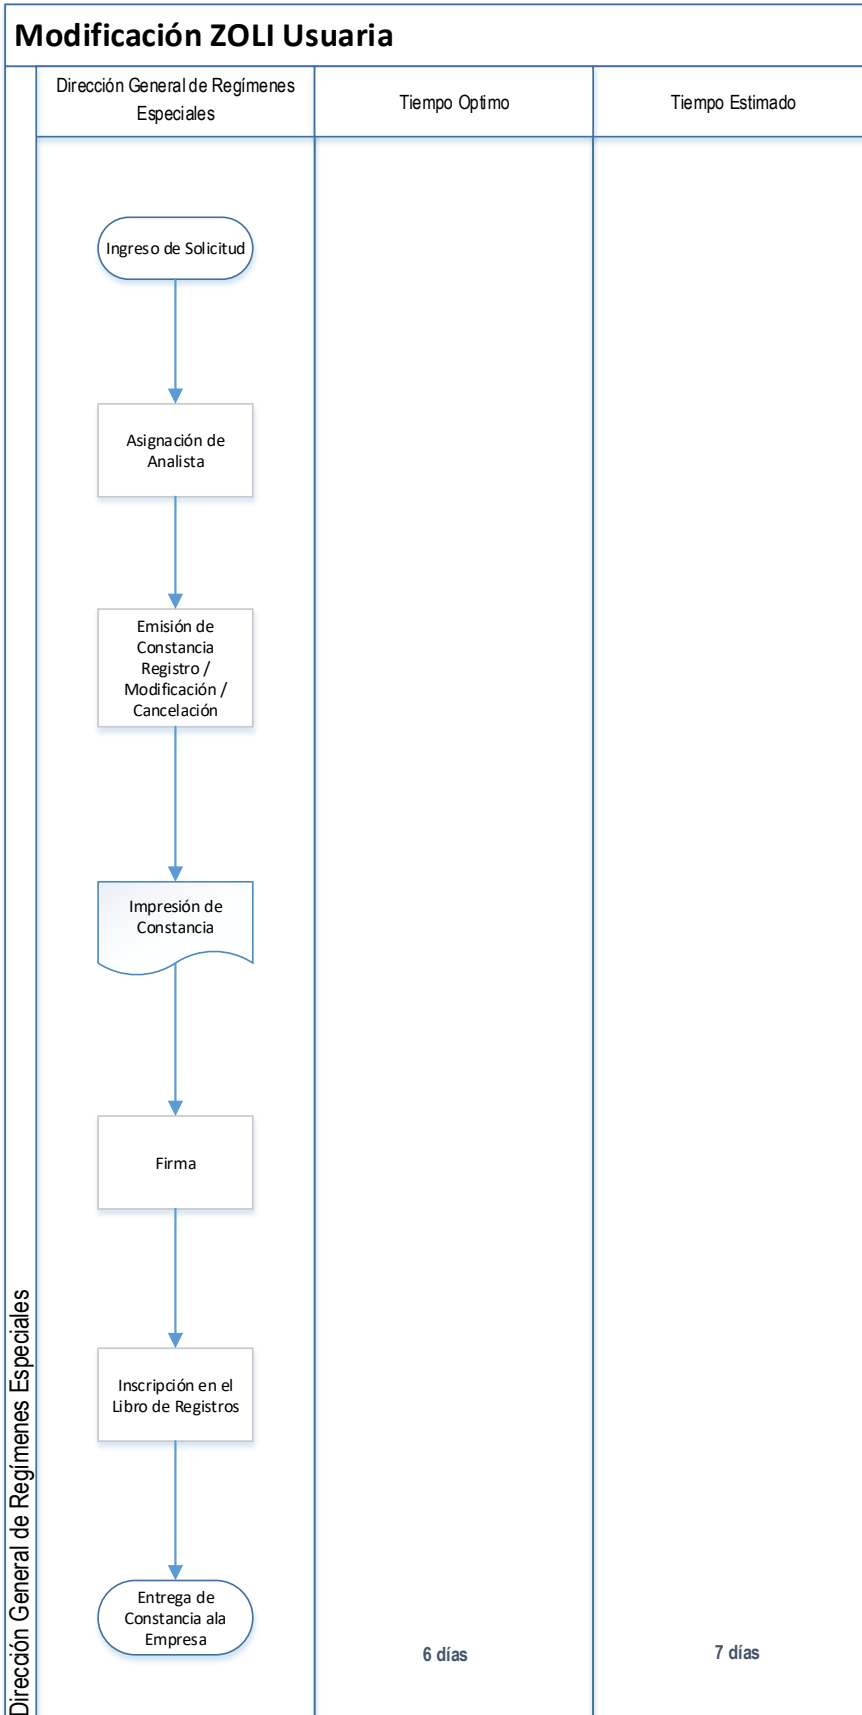 Modificación ZOLI Usuaria
Dirección General de Regímenes
Especiales
Tiempo Optimo
Tiempo Estimado
Ingreso de Solicitud
Asignación de
Analista
Emisión de
Constancia
Registro /
Modificación /
Cancelación
Impresión de
Constancia
Firma
Inscripción en el
Libro de Registros
Entrega de
Constancia ala
Empresa
6 días
7 días
Dirección General de Regímenes Especiales